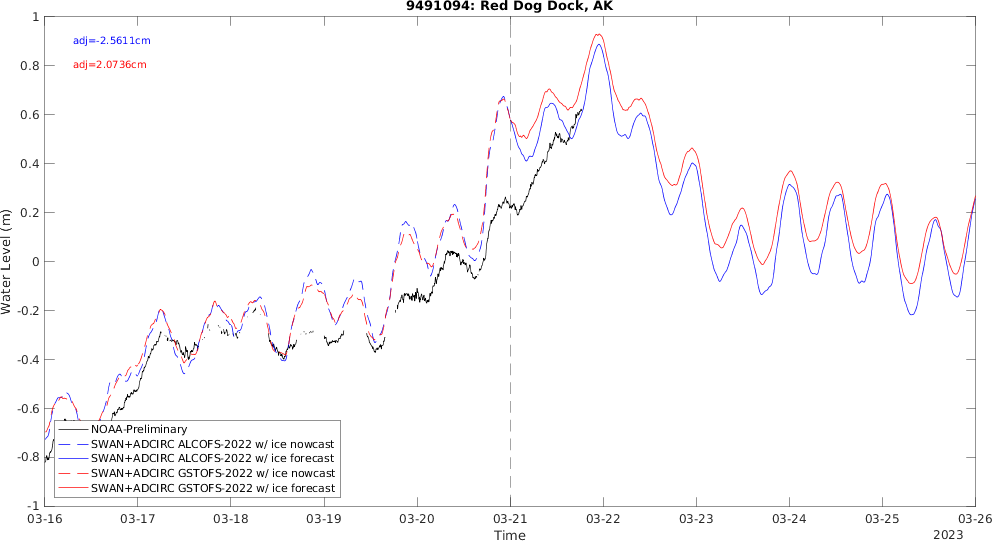 9491094: Red Dog Dock, AK
adj=-2.5611cm
adj=2.0736cm
Water Level (m)
1
0.8
0.6
0.4
0.2
0
-0.2
-0.4
-0.6
-0.8
-1
NOAA-Preliminary
SWAN+ADCIRC ALCOFS-2022 w/ ice nowcast
SWAN+ADCIRC ALCOFS-2022 w/ ice forecast
SWAN+ADCIRC GSTOFS-2022 w/ ice nowcast
SWAN+ADCIRC GSTOFS-2022 w/ ice forecast
03-16 03-17 03-18 03-19 03-20 03-21 03-22 03-23 03-24 03-25 03-26
Time
2023